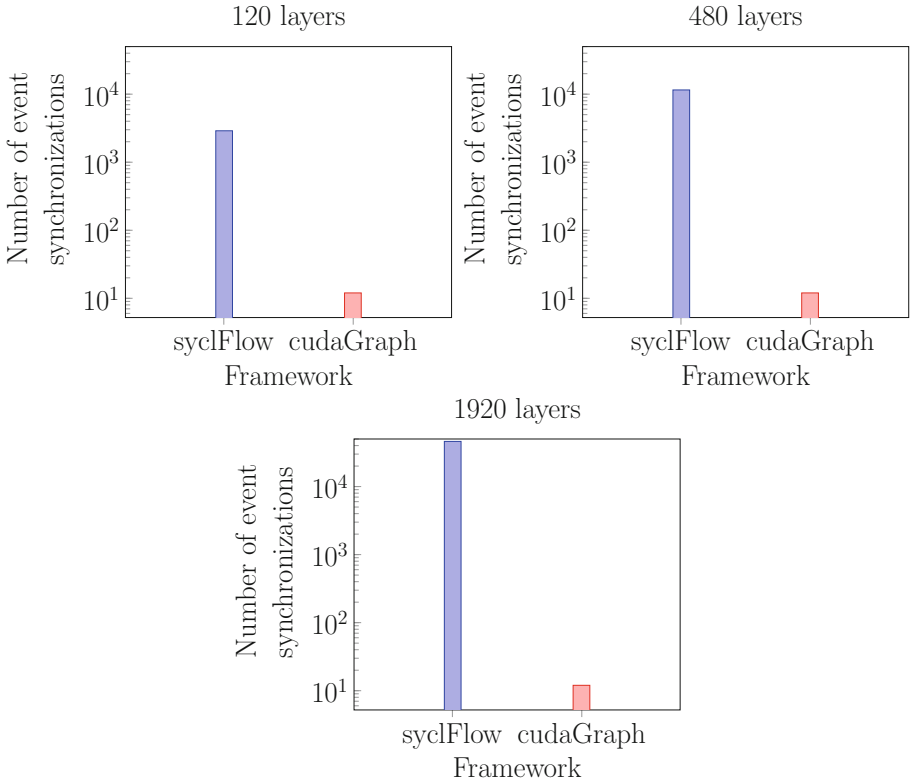 120 layers
Number of event
synchronizations
10^4
10^3
10^2
10^1
syclFlow cudaGraph
Framework
480 layers
Number of event
synchronizations
10^4
10^3
10^2
10^1
syclFlow cudaGraph
Framework
1920 layers
Number of event
synchronizations
10^4
10^3
10^2
10^1
syclFlow cudaGraph
Framework